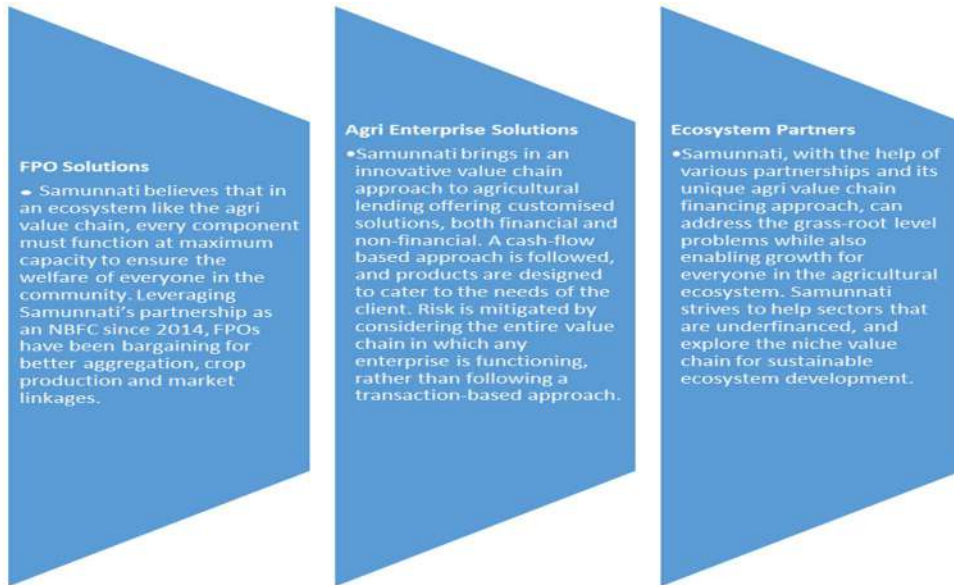 FPO Solutions
• Samunnati believes that in
an ecosystem like the agri
value chain, every component
must function at maximum
capacity to ensure the
welfare of everyone in the
community. Leveraging
Samunnati's partnership as
an NBFC since 2014, FPOs
have been bargaining for
better aggregation, crop
production and market
linkages.
Agri Enterprise Solutions
•Samunnati brings in an
innovative value chain
approach to agricultural
lending offering customised
solutions, both financial and
non-financial. A cash-flow
based approach is followed,
and products are designed
to cater to the needs of the
client. Risk is mitigated by
considering the entire value
chain in which any
enterprise is functioning,
rather than following a
transaction-based approach.
Ecosystem Partners
•Samunnati, with the help of
various partnerships and its
unique agri value chain
financing approach, can
address the grass-root level
problems while also
enabling growth for
everyone in the agricultural
ecosystem. Samunnati
strives to help sectors that
are underfinanced, and
explore the niche value
chain for sustainable
ecosystem development.